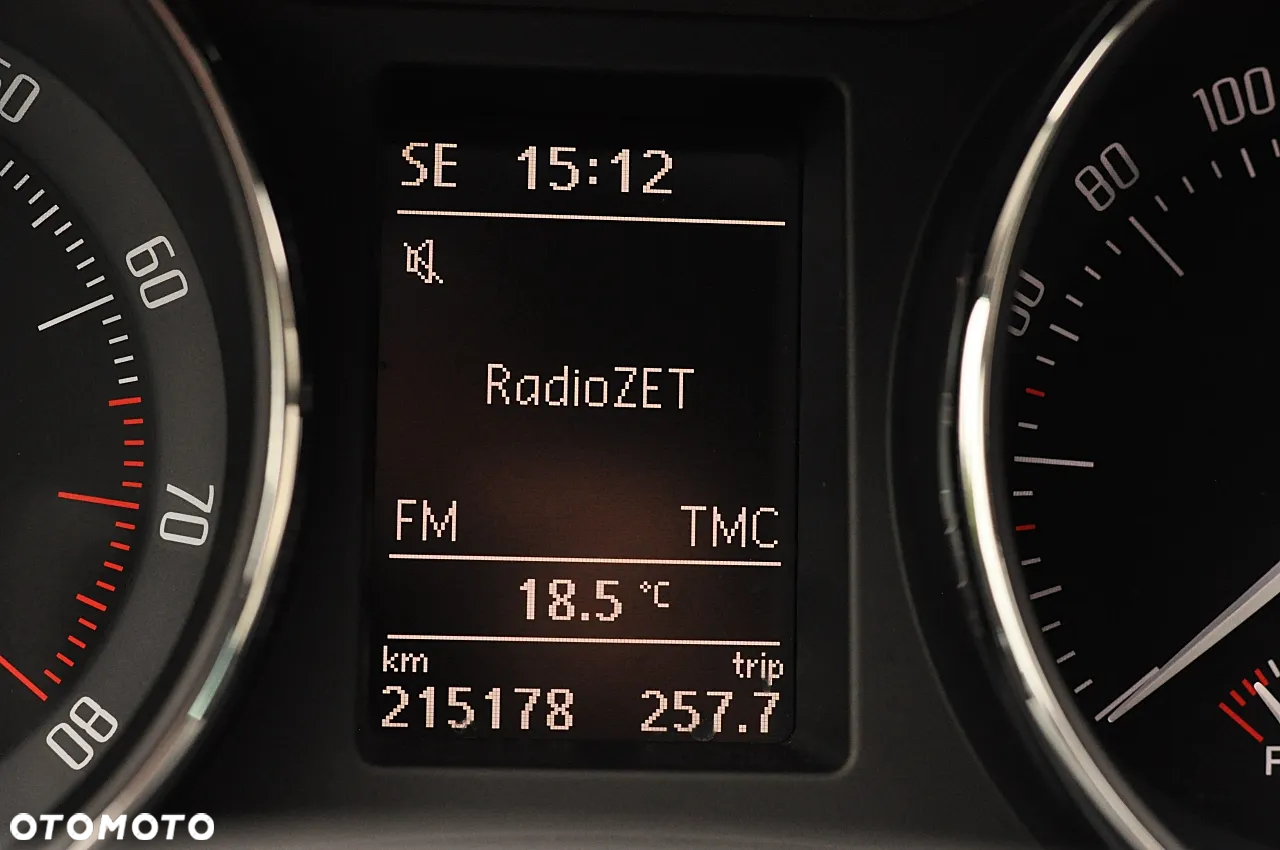 SE 15:12
RadioZET
FM TMC
18.5 °C
km trip
215178 257.7
60
70
80
100
80
60
OTOMOTO